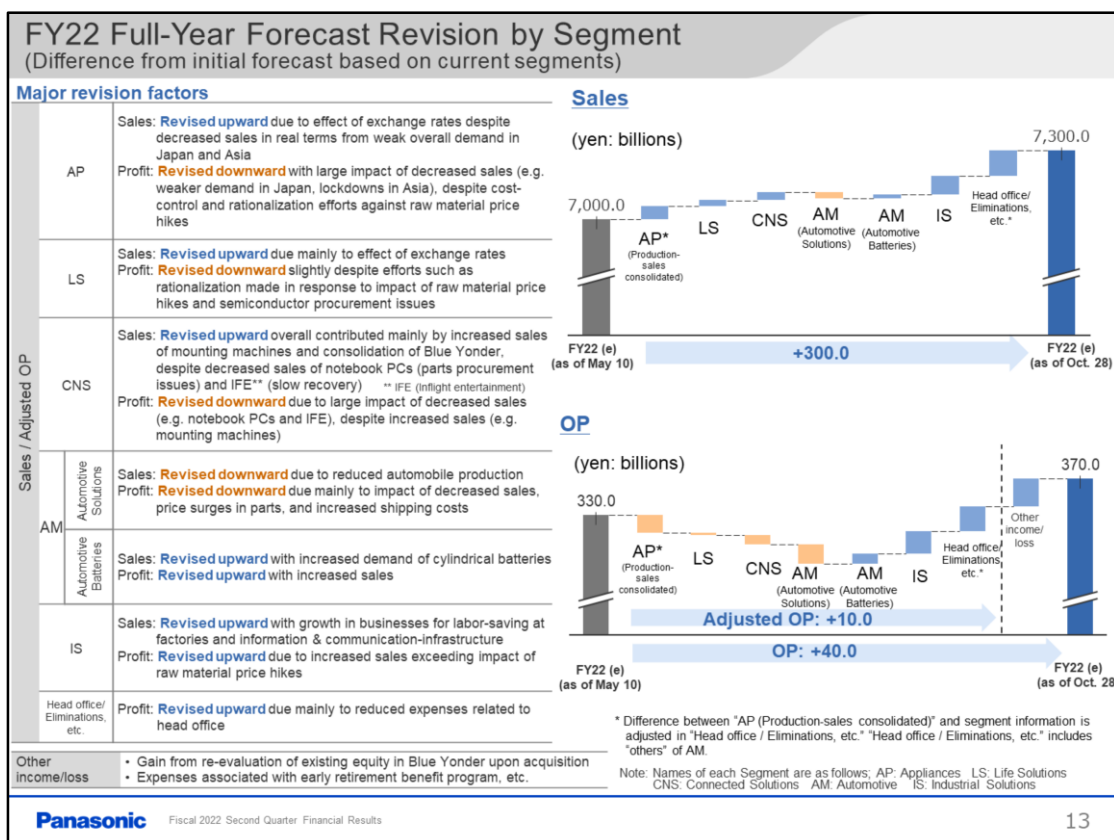 FY22 Full-Year Forecast Revision by Segment
(Difference from initial forecast based on current segments)
Major revision factors
Sales / Adjusted OP
AP
Sales: Revised upward due to effect of exchange rates despite
decreased sales in real terms from weak overall demand in
Japan and Asia
Profit: Revised downward with large impact of decreased sales (e.g.
weaker demand in Japan, lockdowns in Asia), despite cost-
control and rationalization efforts against raw material price
hikes
LS
Sales: Revised upward due mainly to effect of exchange rates
Profit: Revised downward slightly despite efforts such as
rationalization made in response to impact of raw material price
hikes and semiconductor procurement issues
CNS
Sales: Revised upward overall contributed mainly by increased sales
of mounting machines and consolidation of Blue Yonder,
despite decreased sales of notebook PCs (parts procurement
issues) and IFE** (slow recovery) ** IFE (Inflight entertainment)
Profit: Revised downward due to large impact of decreased sales
(e.g. notebook PCs and IFE), despite increased sales (e.g.
mounting machines)
AM
Automotive
Solutions
Sales: Revised downward due to reduced automobile production
Profit: Revised downward due mainly to impact of decreased sales,
price surges in parts, and increased shipping costs
Automotive
Batteries
Sales: Revised upward with increased demand of cylindrical batteries
Profit: Revised upward with increased sales
IS
Sales: Revised upward with growth in businesses for labor-saving at
factories and information & communication-infrastructure
Profit: Revised upward due to increased sales exceeding impact of
raw material price hikes
Head office/
Eliminations,
etc.
Profit: Revised upward due mainly to reduced expenses related to
head office
Other
income/loss
• Gain from re-evaluation of existing equity in Blue Yonder upon acquisition
• Expenses associated with early retirement benefit program, etc.
Sales
(yen: billions)
7,000.0
AP*
(Production-
sales
consolidated)
LS
CNS
AM
(Automotive
Solutions)
AM
(Automotive
Batteries)
IS
Head office/
Eliminations,
etc.*
7,300.0
FY22 (e)
(as of May 10)
+300.0
FY22 (e)
(as of Oct. 28)
OP
(yen: billions)
330.0
AP*
(Production-
sales
consolidated)
LS
CNS
AM
(Automotive
Solutions)
AM
(Automotive
Batteries)
IS
Head office/
Eliminations,
etc.*
Other
income/
loss
370.0
Adjusted OP: +10.0
OP: +40.0
FY22 (e)
(as of May 10)
FY22 (e)
(as of Oct. 28)
* Difference between "AP (Production-sales consolidated)" and segment information is
adjusted in "Head office / Eliminations, etc." "Head office / Eliminations, etc." includes
"others" of AM.
Note: Names of each Segment are as follows; AP: Appliances LS: Life Solutions
CNS: Connected Solutions AM: Automotive IS: Industrial Solutions
Panasonic
Fiscal 2022 Second Quarter Financial Results
13